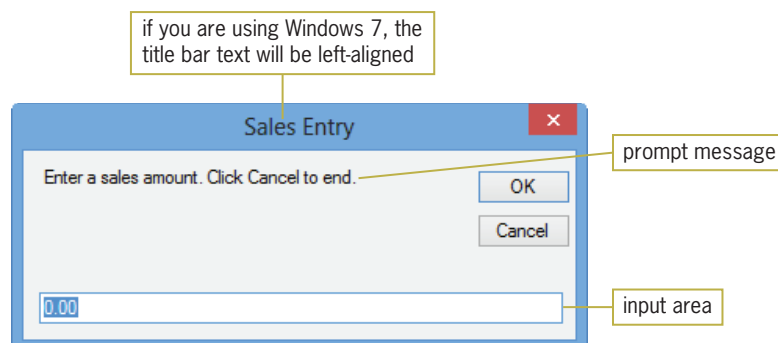 if you are using Windows 7, the
title bar text will be left-aligned
Sales Entry
prompt message
Enter a sales amount. Click Cancel to end.
OK
Cancel
0.00
input area